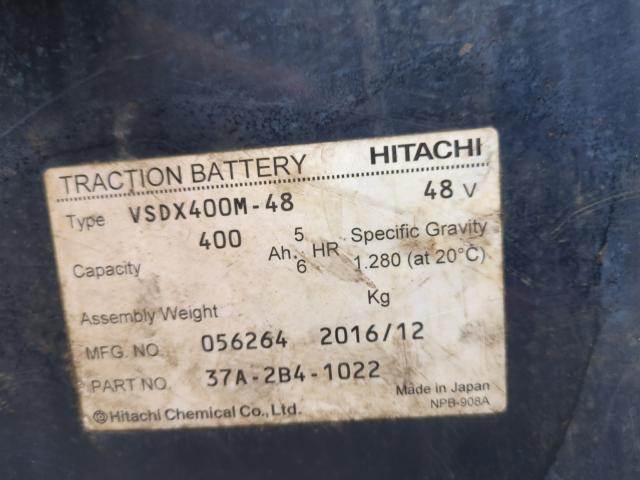 TRACTION BATTERY HITACHI
Type VSDX400M-48 48 V
Capacity 400 Ah. 5 6 HR Specific Gravity 1.280 (at 20°C)
Assembly Weight Kg
MFG. NO. 056264 2016/12
PART NO. 37A-2B4-1022
Made in Japan
© Hitachi Chemical Co., Ltd. NPB-908A